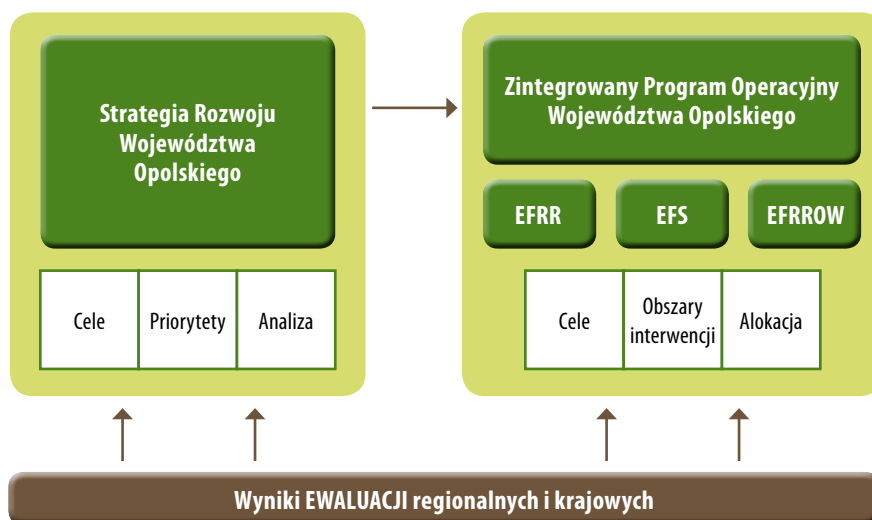 Strategia Rozwoju
Województwa
Opolskiego
Cele
Priorytety
Analiza
Zintegrowany Program Operacyjny
Województwa Opolskiego
EFRR
EFS
EFRROW
Cele
Obszary
interwencji
Alokacja
Wyniki EWALUACJI regionalnych i krajowych